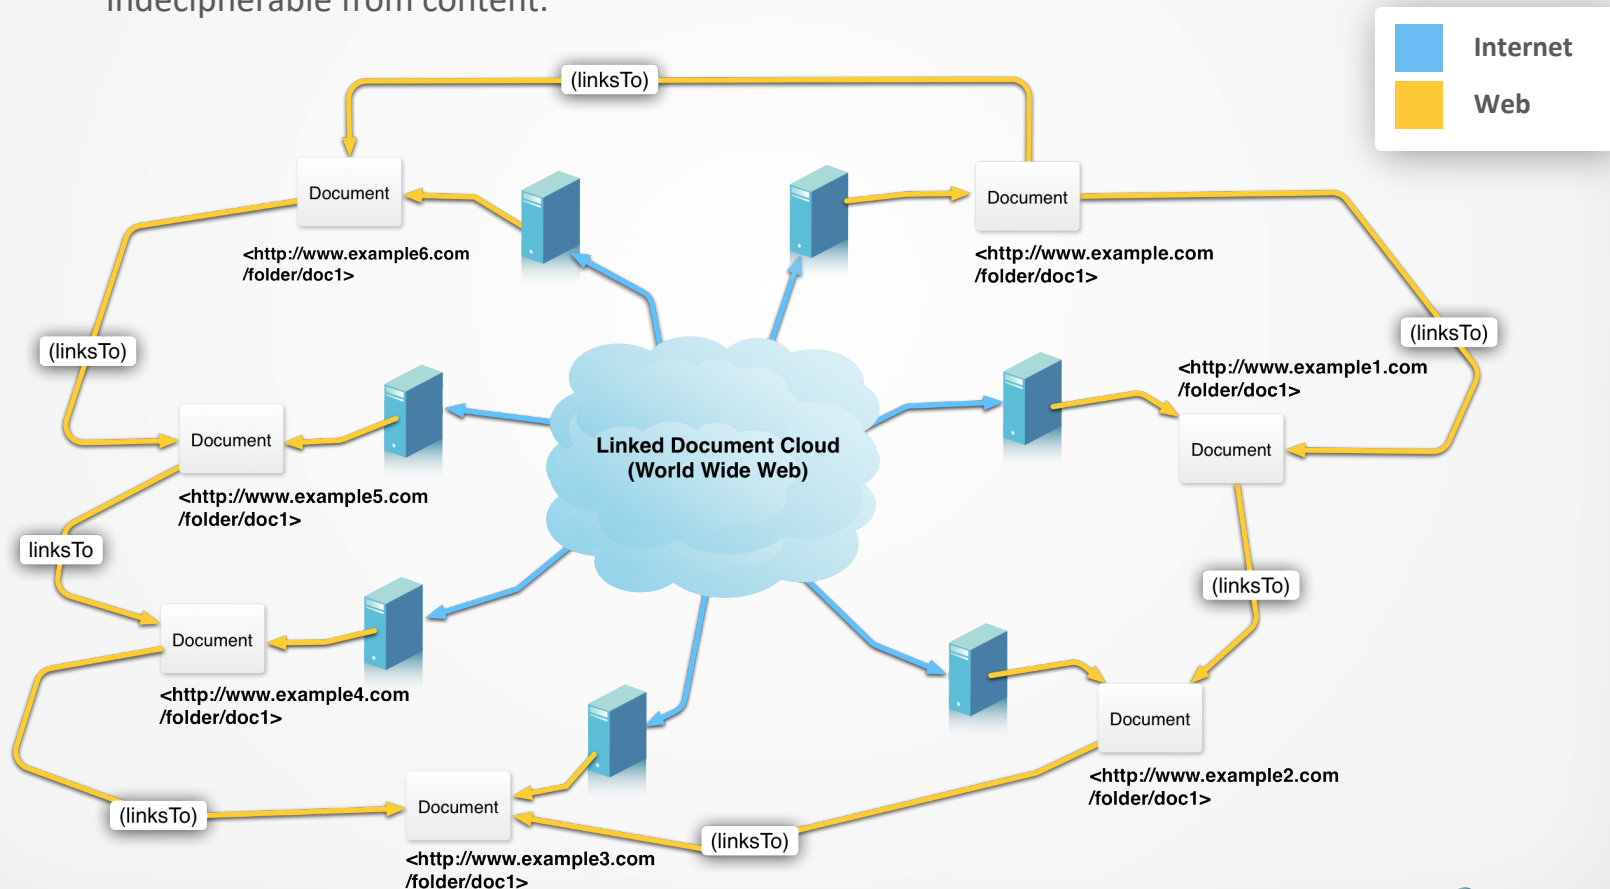 indecipherable from content.
Internet
Web
(linksTo)
Document
<http://www.example6.com
/folder/doc1>
Document
<http://www.example.com
/folder/doc1>
(linksTo)
(linksTo)
<http://www.example1.com
/folder/doc1>
Document
Document
<http://www.example5.com
/folder/doc1>
Linked Document Cloud
(World Wide Web)
linksTo
(linksTo)
Document
<http://www.example4.com
/folder/doc1>
Document
<http://www.example2.com
/folder/doc1>
(linksTo)
Document
<http://www.example3.com
/folder/doc1>
(linksTo)